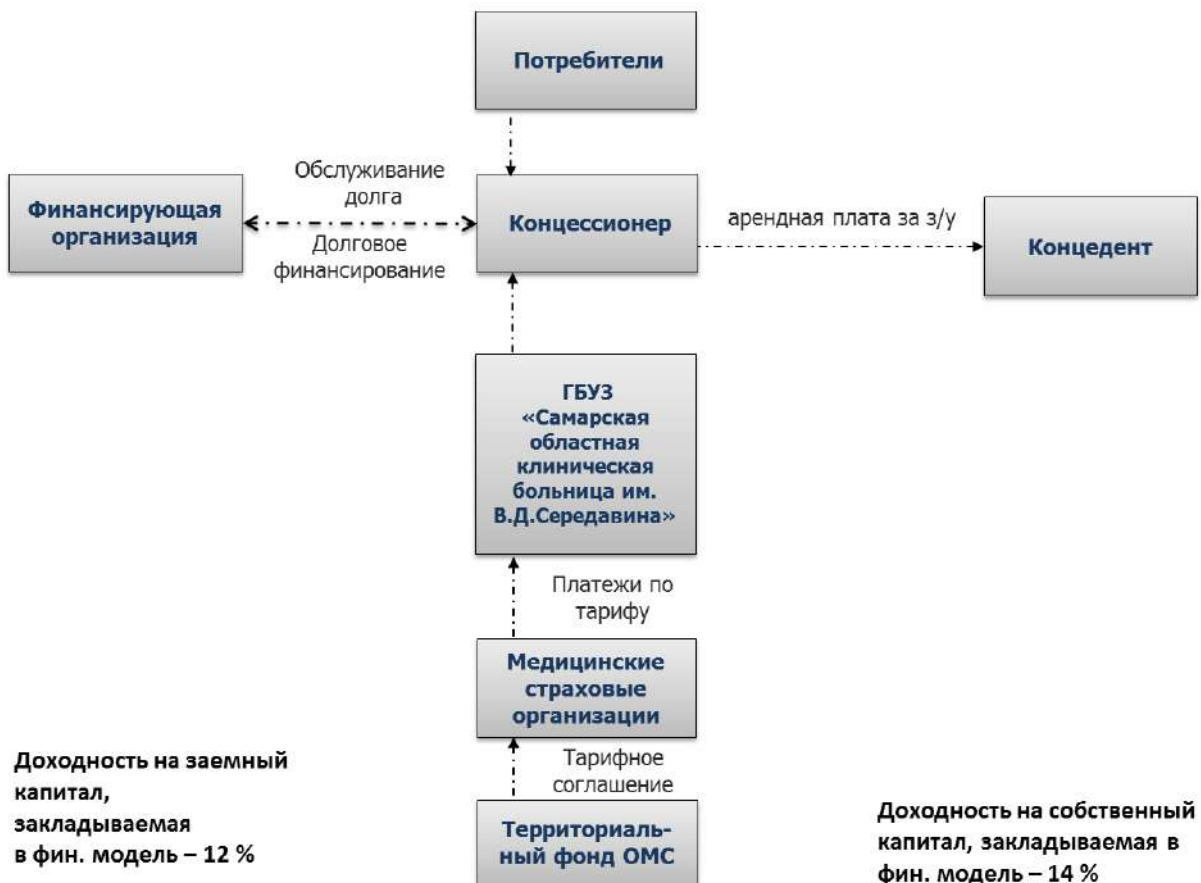 Потребители
Обслуживание
долга
Финансирующая
организация
Долговое
финансирование
Концессионер
арендная плата за з/у
Концедент
ГБУЗ
«Самарская
областная
клиническая
больница им.
В.Д.Середавина»
Платежи по
тарифу
Медицинские
страховые
организации
Тарифное
соглашение
Территориаль-
ный фонд ОМС
Доходность на заемный
капитал,
закладываемая
в фин. модель – 12 %
Доходность на собственный
капитал, закладываемая в
фин. модель – 14 %